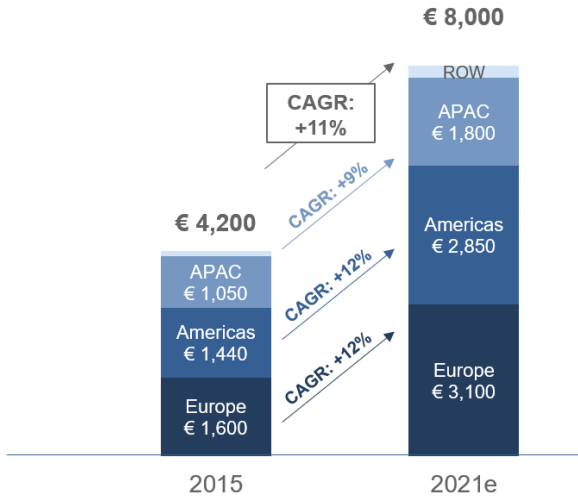 € 8,000
ROW
APAC
€ 1,800
CAGR:
+11%
CAGR: +9%
€ 4,200
Americas
€ 2,850
APAC
€ 1,050
CAGR: +12%
Americas
€ 1,440
CAGR: +12%
Europe
€ 3,100
Europe
€ 1,600
2015
2021e